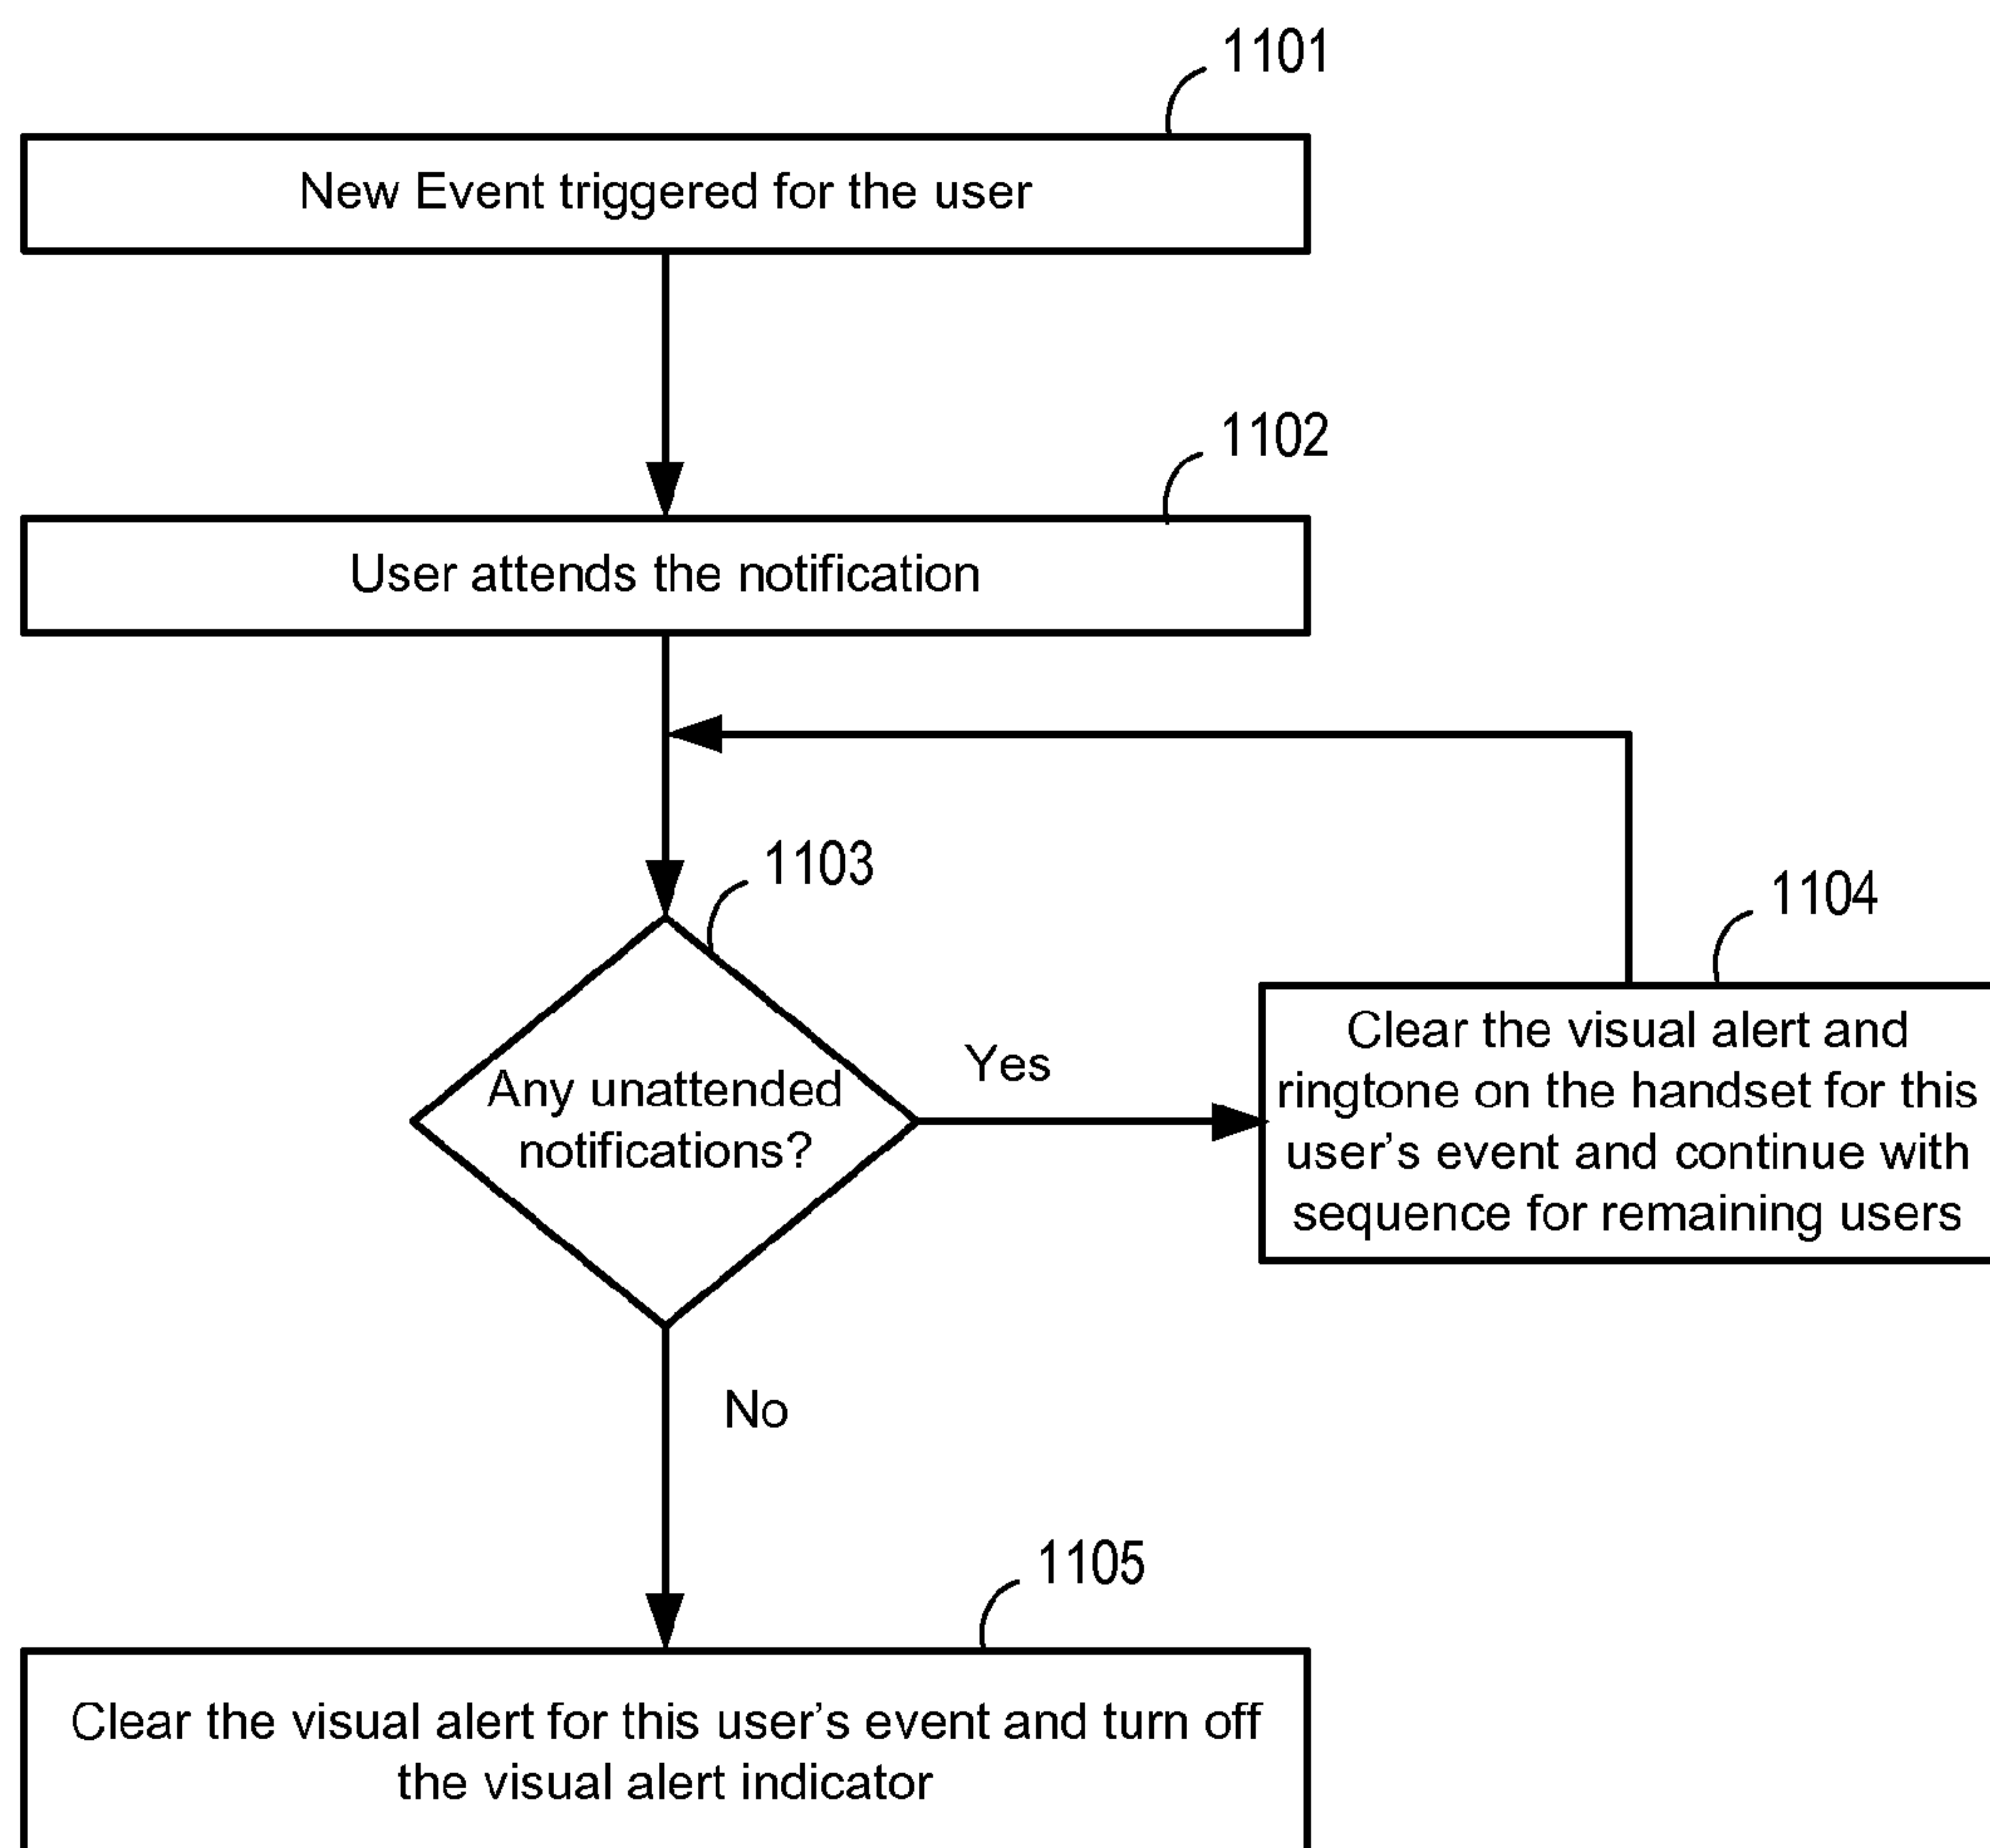 1101
New Event triggered for the user
1102
User attends the notification
1103
1104
Any unattended
notifications?
Yes
Clear the visual alert and
ringtone on the handset for this
user's event and continue with
sequence for remaining users
No
1105
Clear the visual alert for this user's event and turn off
the visual alert indicator